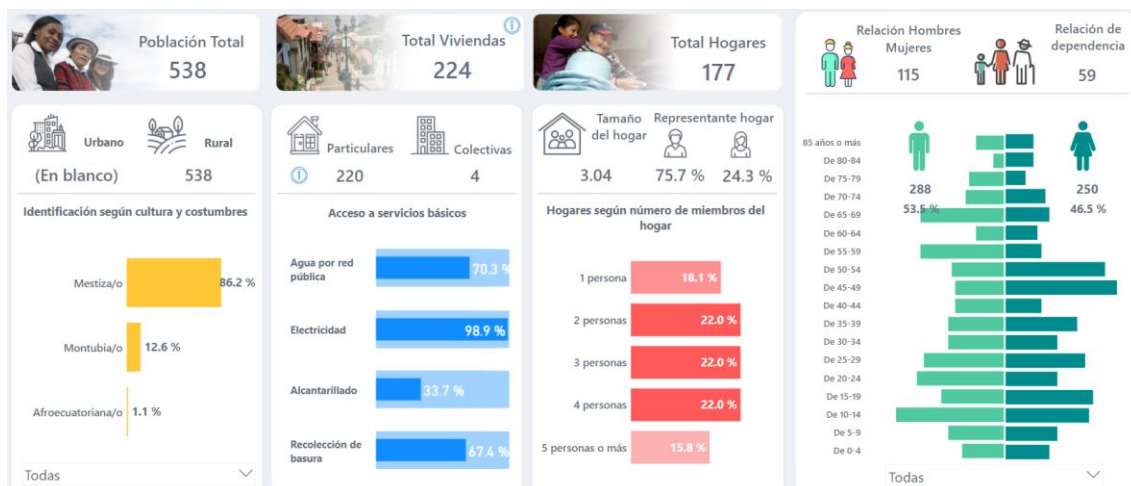 Población Total
538
Total Viviendas
224
Total Hogares
177
Relación Hombres
Mujeres
115
Relación de
dependencia
59
Urbano
Rural
(En blanco)
538
Identificación según cultura y costumbres
Mestiza/o
86.2 %
Montubia/o
12.6 %
Afroecuatoriana/o
1.1 %
Todas
Particulares
Colectivas
220
4
Acceso a servicios básicos
Agua por red
pública
70.3 %
Electricidad
98.9 %
Alcantarillado
33.7 %
Recolección de
basura
67.4 %
Tamaño
del hogar
Representante hogar
3.04
75.7 %
24.3 %
Hogares según número de miembros del
hogar
1 persona
18.1 %
2 personas
22.0 %
3 personas
22.0 %
4 personas
22.0 %
5 personas o más
15.8 %
85 años o más
De 80-84
De 75-79
De 70-74
De 65-69
De 60-64
De 55-59
De 50-54
De 45-49
De 40-44
De 35-39
De 30-34
De 25-29
De 20-24
De 15-19
De 10-14
De 5-9
De 0-4
288
53.5 %
250
46.5 %
Todas